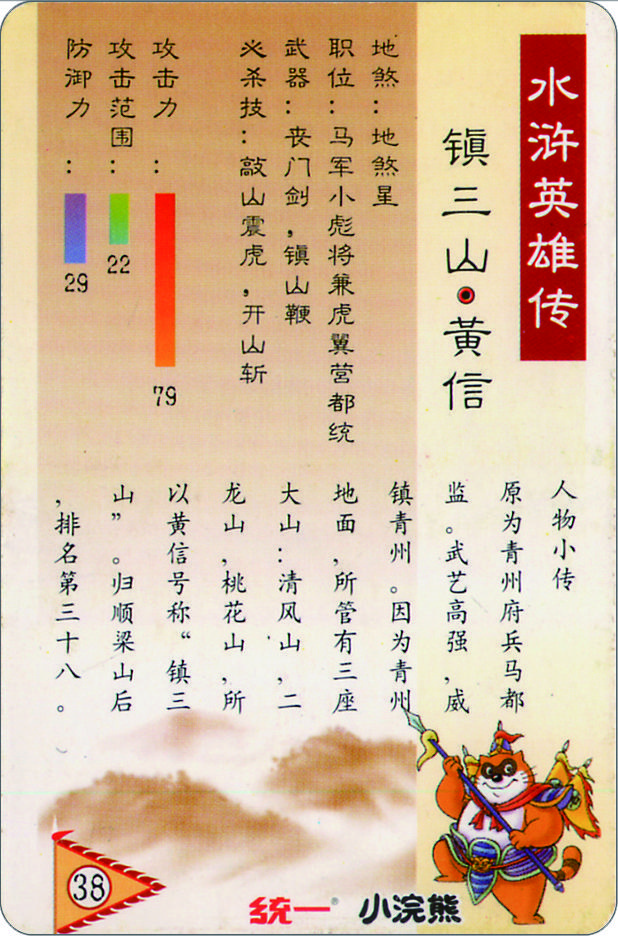 水浒英雄传
镇三山·黄信
地煞：地煞星
职位：马军小彪将兼虎翼营都统
武器：丧门剑，镇山鞭
必杀技：敲山震虎，开山斩
攻击力： 79
攻击范围： 22
防御力： 29
人物小传
原为青州府兵马都
监。武艺高强，威
镇青州。因为青州
地面，所管有三座
大山：清风山，二
龙山，桃花山，所
以黄信号称“镇三
山”。归顺梁山后
，排名第三十八。
38
统一® 小浣熊